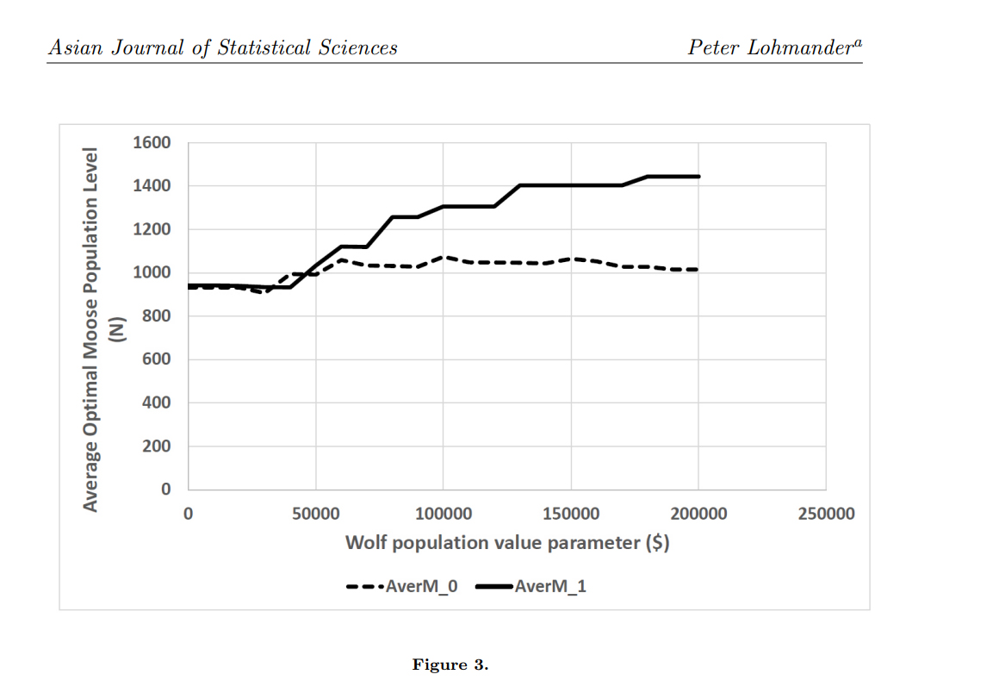 Asian Journal of Statistical Sciences Peter Lohmanderᵃ
Average Optimal Moose Population Level
(N)
1600
1400
1200
1000
800
600
400
200
0
0 50000 100000 150000 200000 250000
Wolf population value parameter ($)
AverM_0 AverM_1
Figure 3.